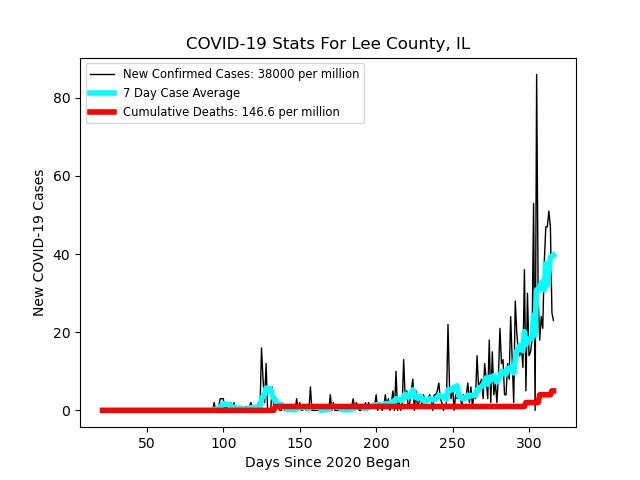 COVID-19 Stats For Lee County, IL
New Confirmed Cases: 38000 per million
7 Day Case Average
Cumulative Deaths: 146.6 per million
New COVID-19 Cases
80
60
40
20
0
50 100 150 200 250 300
Days Since 2020 Began